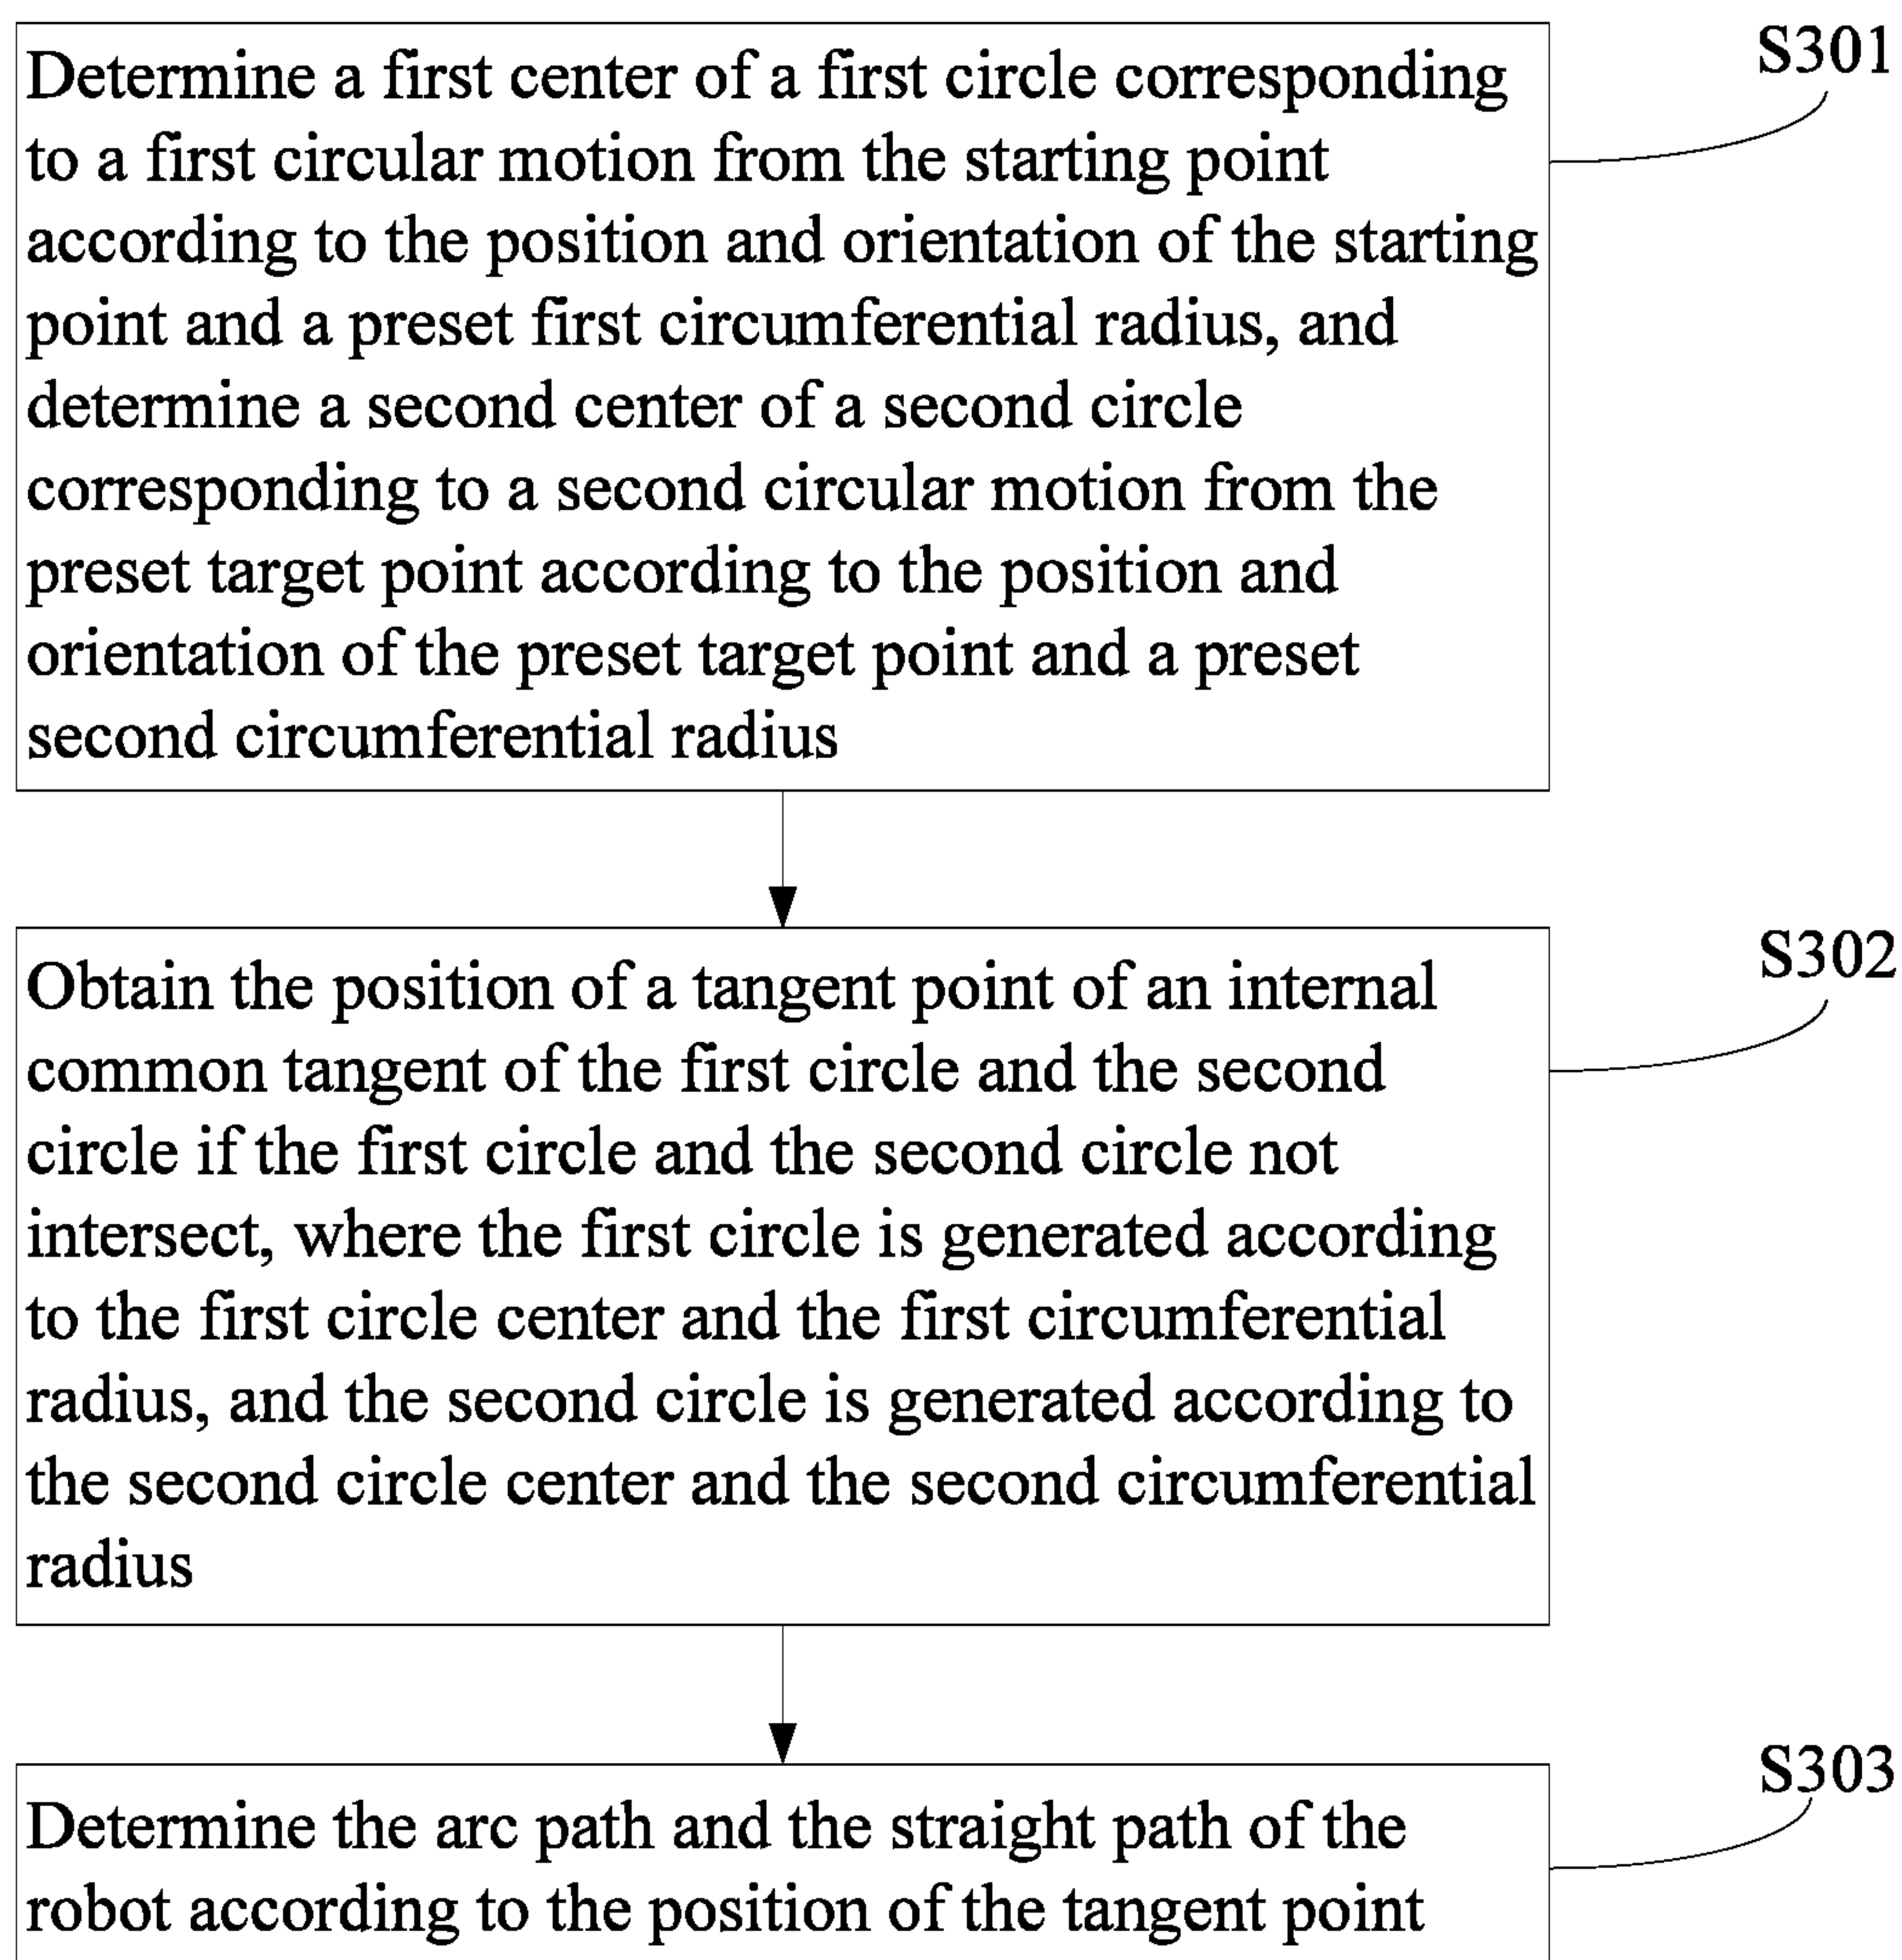 S301
Determine a first center of a first circle corresponding
to a first circular motion from the starting point
according to the position and orientation of the starting
point and a preset first circumferential radius, and
determine a second center of a second circle
corresponding to a second circular motion from the
preset target point according to the position and
orientation of the preset target point and a preset
second circumferential radius
S302
Obtain the position of a tangent point of an internal
common tangent of the first circle and the second
circle if the first circle and the second circle not
intersect, where the first circle is generated according
to the first circle center and the first circumferential
radius, and the second circle is generated according to
the second circle center and the second circumferential
radius
S303
Determine the arc path and the straight path of the
robot according to the position of the tangent point